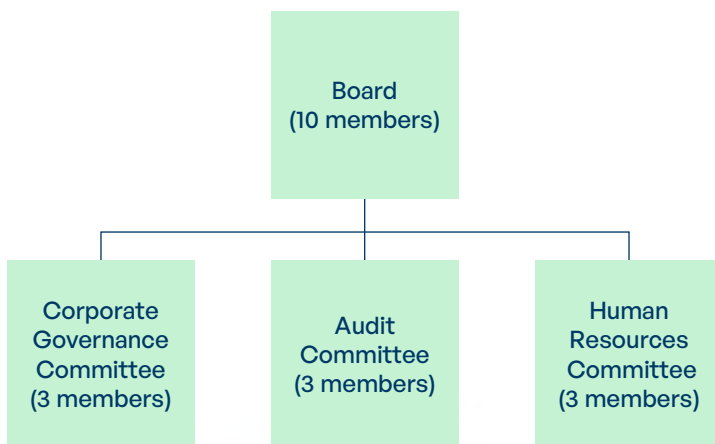 Board
(10 members)
Corporate
Governance
Committee
(3 members)
Audit
Committee
(3 members)
Human
Resources
Committee
(3 members)